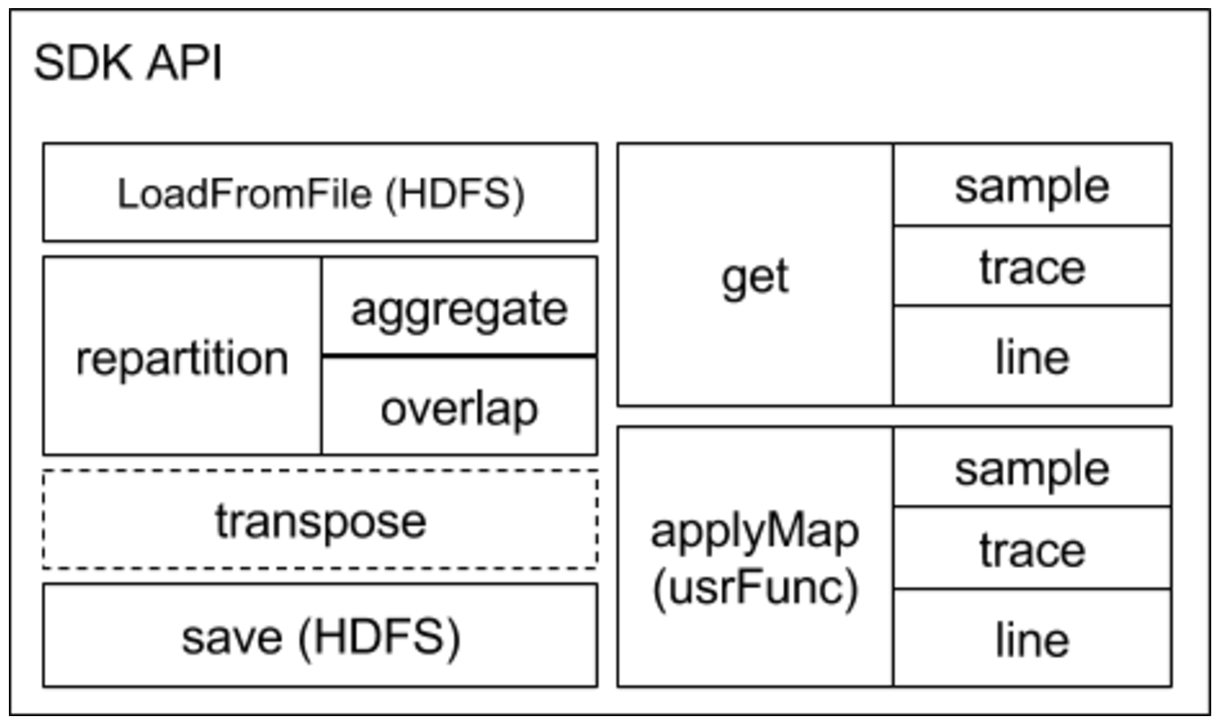 SDK API
LoadFromFile (HDFS)
repartition
aggregate
overlap
transpose
save (HDFS)
get
sample
trace
line
applyMap
(usrFunc)
sample
trace
line